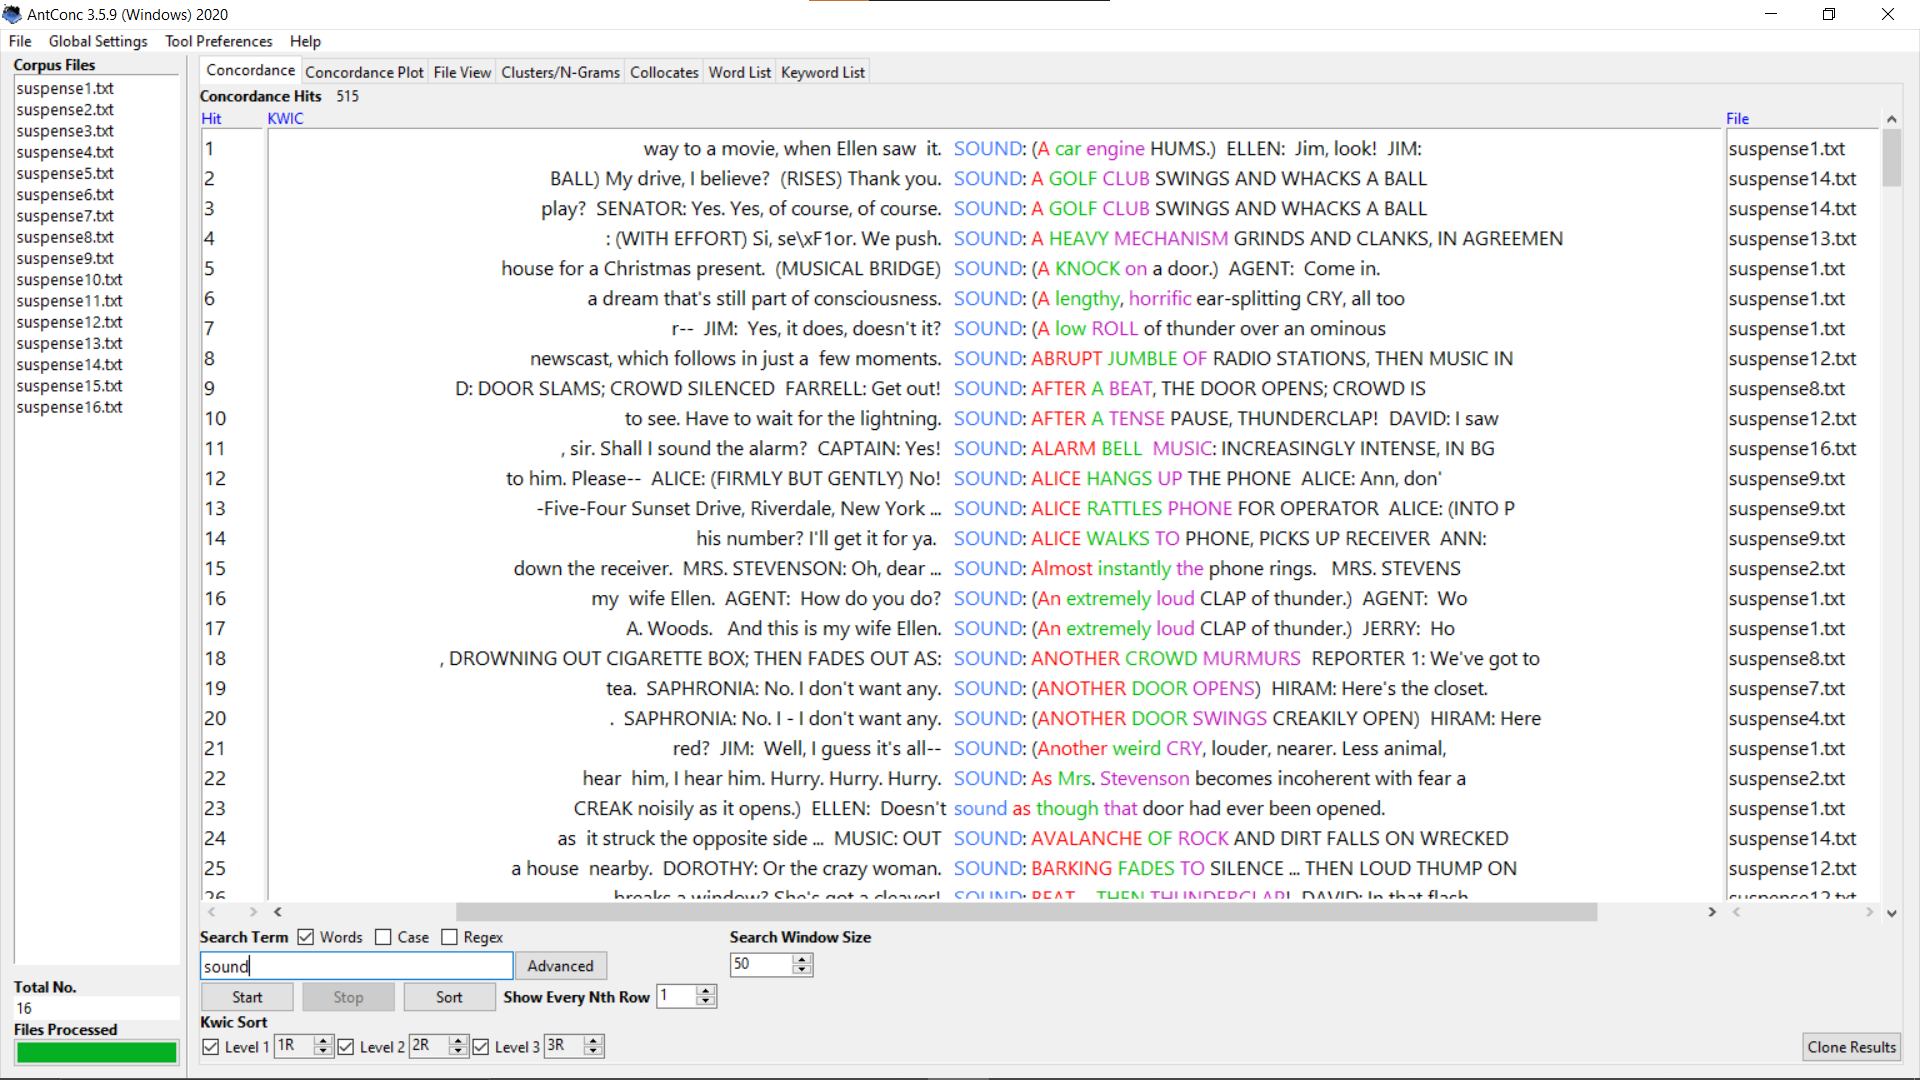 AntConc 3.5.9 (Windows) 2020
File Global Settings Tool Preferences Help
Corpus Files
suspense1.txt
suspense2.txt
suspense3.txt
suspense4.txt
suspense5.txt
suspense6.txt
suspense7.txt
suspense8.txt
suspense9.txt
suspense10.txt
suspense11.txt
suspense12.txt
suspense13.txt
suspense14.txt
suspense15.txt
suspense16.txt
Total No.
16
Files Processed
Concordance Concordance Plot File View Clusters/N-Grams Collocates Word List Keyword List
Concordance Hits 515
Hit KWIC File
1 way to a movie, when Ellen saw it. SOUND: (A car engine HUMS.) ELLEN: Jim, look! JIM: suspense1.txt
2 BALL) My drive, I believe? (RISES) Thank you. SOUND: A GOLF CLUB SWINGS AND WHACKS A BALL suspense14.txt
3 play? SENATOR: Yes. Yes, of course, of course. SOUND: A GOLF CLUB SWINGS AND WHACKS A BALL suspense14.txt
4 : (WITH EFFORT) Si, se\xF1or. We push. SOUND: A HEAVY MECHANISM GRINDS AND CLANKS, IN AGREEMEN suspense13.txt
5 house for a Christmas present. (MUSICAL BRIDGE) SOUND: (A KNOCK on a door.) AGENT: Come in. suspense1.txt
6 a dream that's still part of consciousness. SOUND: (A lengthy, horrific ear-splitting CRY, all too suspense1.txt
7 r-- JIM: Yes, it does, doesn't it? SOUND: (A low ROLL of thunder over an ominous suspense1.txt
8 newscast, which follows in just a few moments. SOUND: ABRUPT JUMBLE OF RADIO STATIONS, THEN MUSIC IN suspense12.txt
9 D: DOOR SLAMS; CROWD SILENCED FARRELL: Get out! SOUND: AFTER A BEAT, THE DOOR OPENS; CROWD IS suspense8.txt
10 to see. Have to wait for the lightning. SOUND: AFTER A TENSE PAUSE, THUNDERCLAP! DAVID: I saw suspense12.txt
11 , sir. Shall I sound the alarm? CAPTAIN: Yes! SOUND: ALARM BELL MUSIC: INCREASINGLY INTENSE, IN BG suspense16.txt
12 to him. Please-- ALICE: (FIRMLY BUT GENTLY) No! SOUND: ALICE HANGS UP THE PHONE ALICE: Ann, don' suspense9.txt
13 -Five-Four Sunset Drive, Riverdale, New York ... SOUND: ALICE RATTLES PHONE FOR OPERATOR ALICE: (INTO P suspense9.txt
14 his number? I'll get it for ya. SOUND: ALICE WALKS TO PHONE, PICKS UP RECEIVER ANN: suspense9.txt
15 down the receiver. MRS. STEVENSON: Oh, dear ... SOUND: Almost instantly the phone rings. MRS. STEVENS suspense2.txt
16 my wife Ellen. AGENT: How do you do? SOUND: (An extremely loud CLAP of thunder.) AGENT: Wo suspense1.txt
17 A. Woods. And this is my wife Ellen. SOUND: (An extremely loud CLAP of thunder.) JERRY: Ho suspense1.txt
18 , DROWNING OUT CIGARETTE BOX; THEN FADES OUT AS: SOUND: ANOTHER CROWD MURMURS REPORTER 1: We've got to suspense8.txt
19 tea. SAPHRONIA: No. I don't want any. SOUND: (ANOTHER DOOR OPENS) HIRAM: Here's the closet. suspense7.txt
20 . SAPHRONIA: No. I - I don't want any. SOUND: (ANOTHER DOOR SWINGS CREAKILY OPEN) HIRAM: Here suspense4.txt
21 red? JIM: Well, I guess it's all-- SOUND: (Another weird CRY, louder, nearer. Less animal, suspense1.txt
22 hear him, I hear him. Hurry. Hurry. Hurry. SOUND: As Mrs. Stevenson becomes incoherent with fear a suspense2.txt
23 CREAK noisily as it opens.) ELLEN: Doesn't sound as though that door had ever been opened. suspense1.txt
24 as it struck the opposite side ... MUSIC: OUT SOUND: AVALANCHE OF ROCK AND DIRT FALLS ON WRECKED suspense14.txt
25 a house nearby. DOROTHY: Or the crazy woman. SOUND: BARKING FADES TO SILENCE ... THEN LOUD THUMP ON suspense12.txt
26 breaks a window? She's got a cleaver! SOUND: BEAT ... THEN THUNDERCLAP! DAVID: In that flash suspense12.txt
Search Term Words Case Regex Search Window Size
sound Advanced 50
Start Stop Sort Show Every Nth Row 1
Kwic Sort
Level 1 1R Level 2 2R Level 3 3R Clone Results